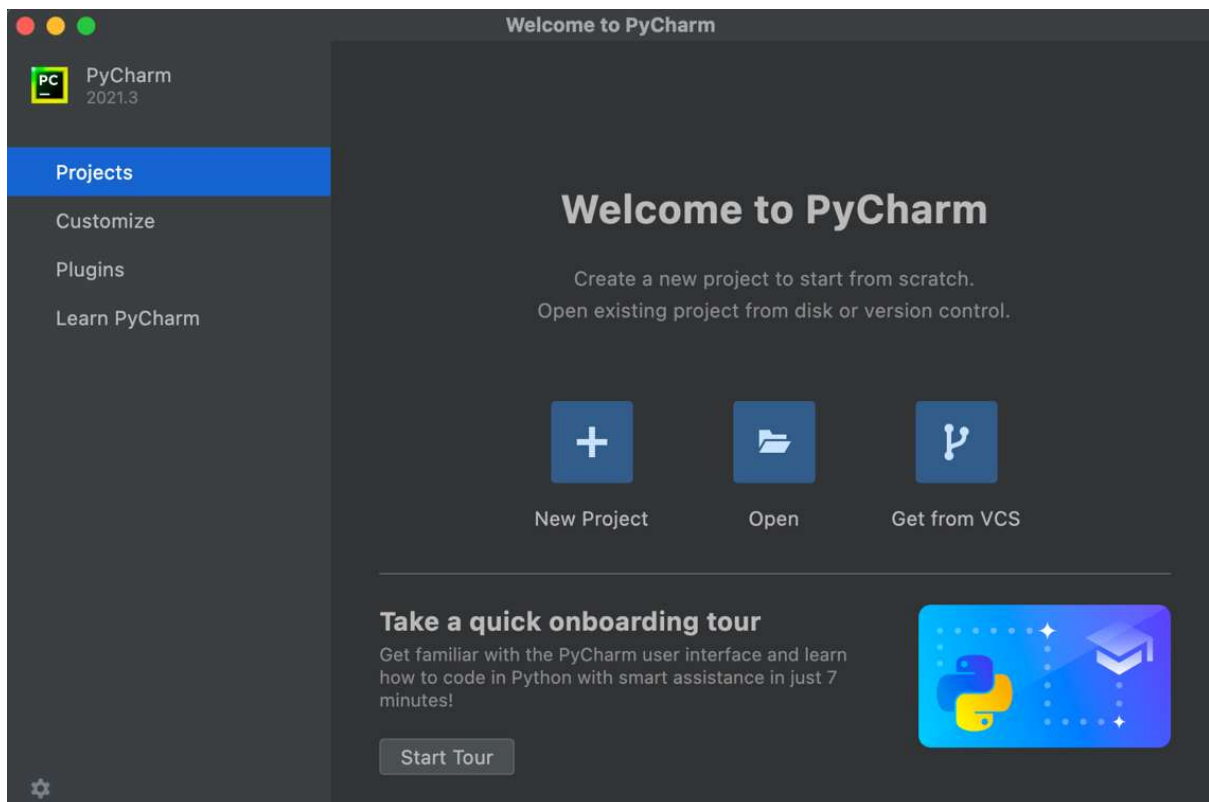 Welcome to PyCharm
PC
PyCharm
2021.3
Projects
Customize
Plugins
Learn PyCharm
Welcome to PyCharm
Create a new project to start from scratch.
Open existing project from disk or version control.
New Project
Open
Get from VCS
Take a quick onboarding tour
Get familiar with the PyCharm user interface and learn
how to code in Python with smart assistance in just 7
minutes!
Start Tour